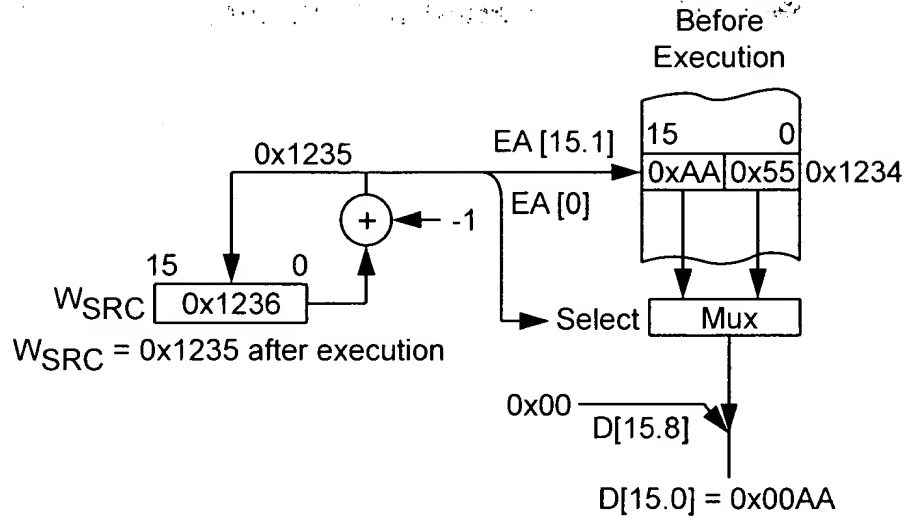 Before
Execution
15 0
0xAA 0x55 0x1234
EA [15.1]
0x1235
EA [0]
+ -1
15 0
WSRC 0x1236
WSRC = 0x1235 after execution
Select Mux
0x00
D[15.8]
D[15.0] = 0x00AA